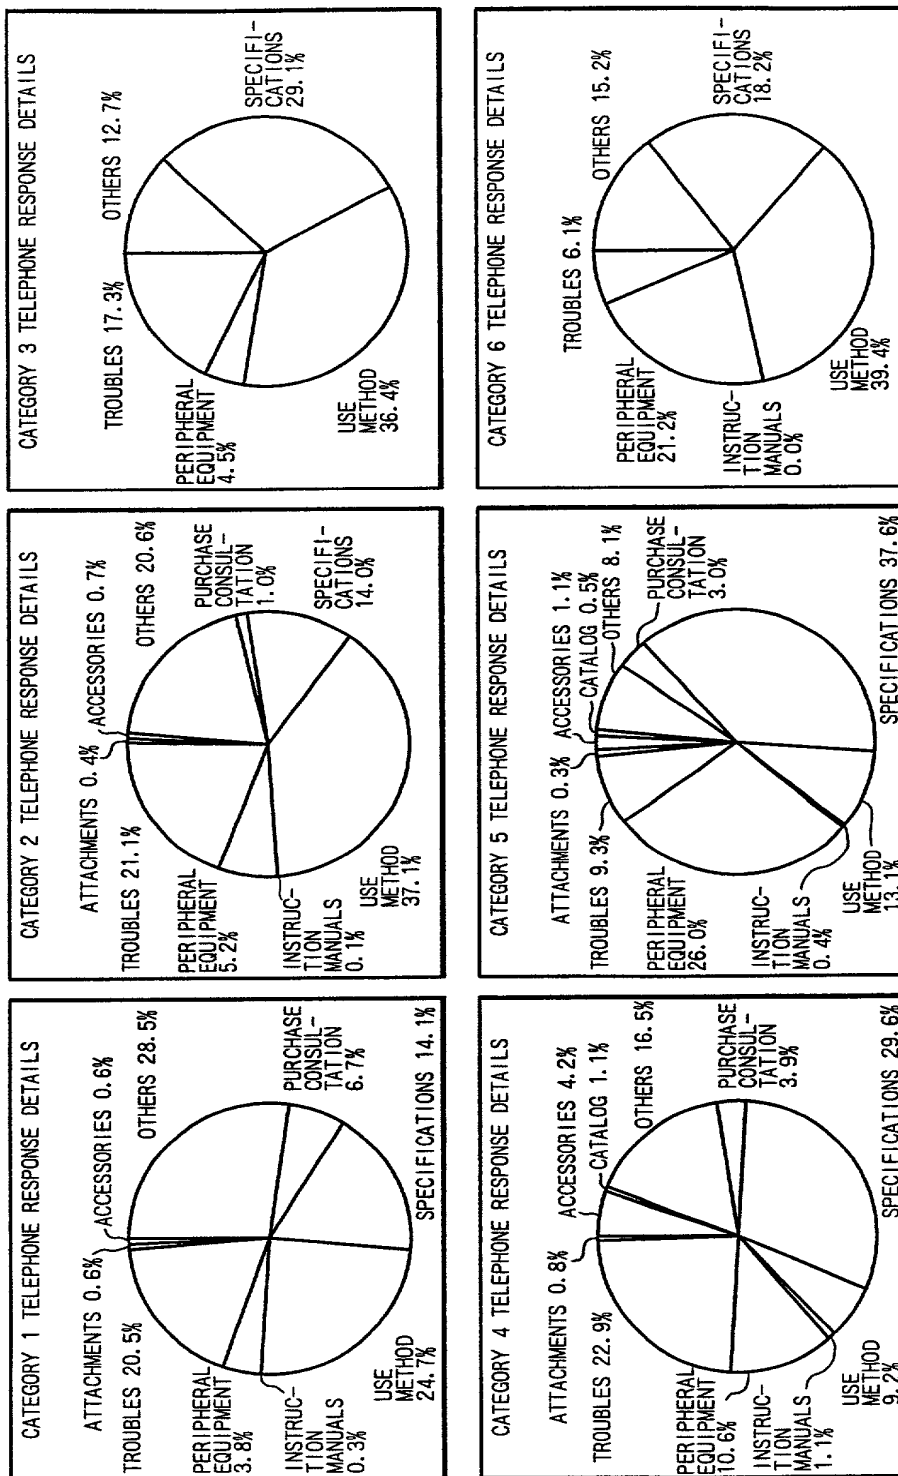 CATEGORY 1 TELEPHONE RESPONSE DETAILS
ATTACHMENTS 0.6%
ACCESSORIES 0.6%
TROUBLES 20.5%
OTHERS 28.5%
PERIPHERAL
EQUIPMENT
3.8%
PURCHASE
CONSUL-
TATION
6.7%
INSTRUC-
TION
MANUALS
0.3%
USE
METHOD
24.7%
SPECIFICATIONS 14.1%
CATEGORY 2 TELEPHONE RESPONSE DETAILS
ATTACHMENTS 0.4%
ACCESSORIES 0.7%
TROUBLES 21.1%
OTHERS 20.6%
PERIPHERAL
EQUIPMENT
5.2%
PURCHASE
CONSUL-
TATION
1.0%
INSTRUC-
TION
MANUALS
0.1%
SPECIFI-
CATIONS
14.0%
USE
METHOD
37.1%
CATEGORY 3 TELEPHONE RESPONSE DETAILS
TROUBLES 17.3%
OTHERS 12.7%
PERIPHERAL
EQUIPMENT
4.5%
SPECIFI-
CATIONS
29.1%
USE
METHOD
36.4%
CATEGORY 4 TELEPHONE RESPONSE DETAILS
ATTACHMENTS 0.8%
ACCESSORIES 4.2%
CATALOG 1.1%
TROUBLES 22.9%
OTHERS 16.5%
PERIPHERAL
EQUIPMENT
10.6%
PURCHASE
CONSUL-
TATION
3.9%
INSTRUC-
TION
MANUALS
1.1%
USE
METHOD
9.2%
SPECIFICATIONS 29.6%
CATEGORY 5 TELEPHONE RESPONSE DETAILS
ATTACHMENTS 0.3%
ACCESSORIES 1.1%
CATALOG 0.5%
TROUBLES 9.3%
OTHERS 8.1%
PERIPHERAL
EQUIPMENT
26.0%
PURCHASE
CONSUL-
TATION
3.0%
INSTRUC-
TION
MANUALS
0.4%
USE
METHOD
13.1%
SPECIFICATIONS 37.6%
CATEGORY 6 TELEPHONE RESPONSE DETAILS
TROUBLES 6.1%
OTHERS 15.2%
PERIPHERAL
EQUIPMENT
21.2%
SPECIFI-
CATIONS
18.2%
INSTRUC-
TION
MANUALS
0.0%
USE
METHOD
39.4%